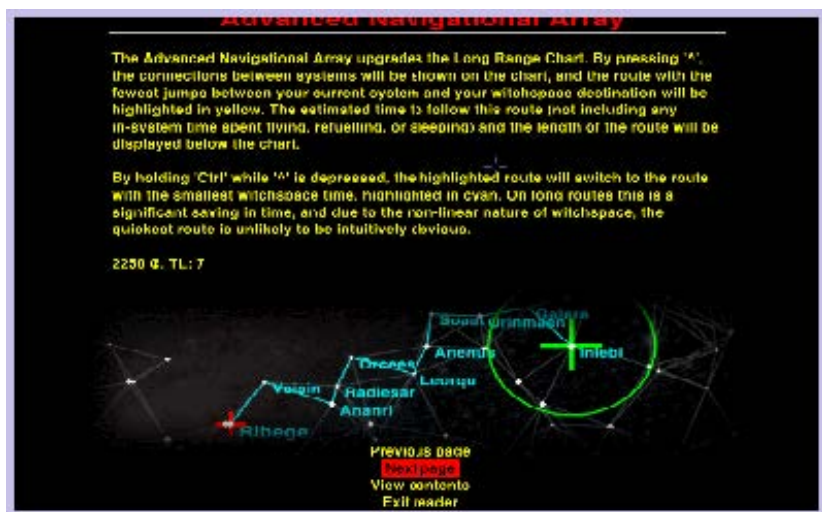 Advanced Navigational Array
The Advanced Navigational Array upgrades the Long Range Chart. By pressing '^',
the connections between systems will be shown on the chart, and the route with the
fewest jumps between your current system and your witchspace destination will be
highlighted in yellow. The estimated time to follow this route (not including any
in-system time spent flying, refuelling, or sleeping) and the length of the route will be
displayed below the chart.
By holding 'Ctrl' while '^' is depressed, the highlighted route will switch to the route
with the smallest witchspace time, highlighted in cyan. On long routes this is a
significant saving in time, and due to the non-linear nature of witchspace, the
quickest route is unlikely to be intuitively obvious.
2250 ₢. TL: 7
Inlebi
Radiesar
Ananri
Ribege
Previous page
Next page
View contents
Exit reader